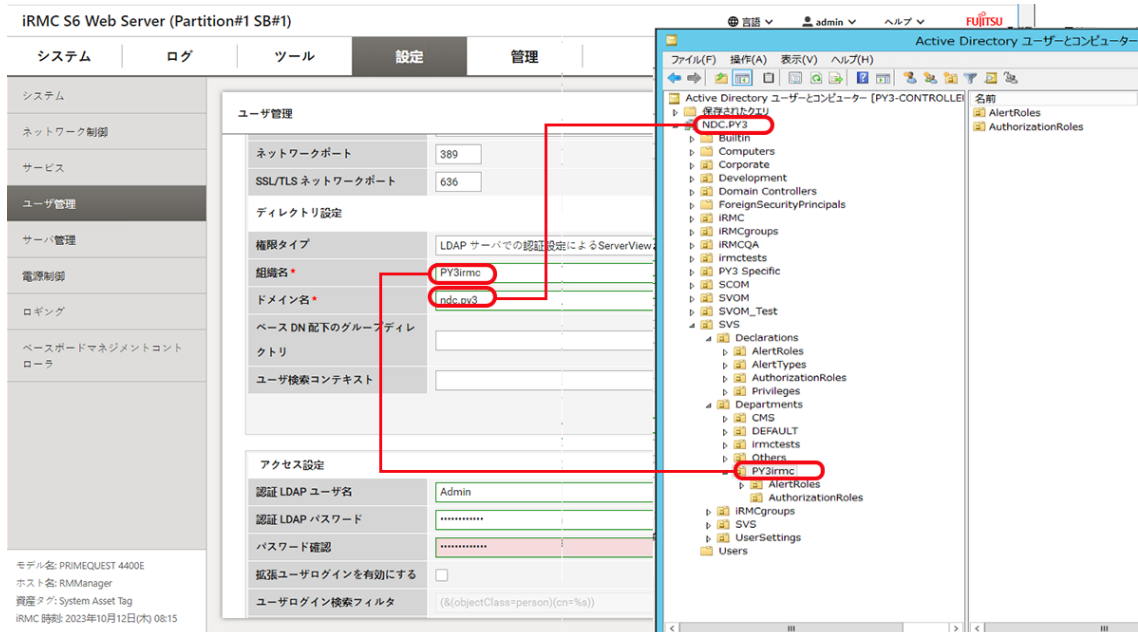 iRMC S6 Web Server (Partition#1 SB#1)
言語
admin
ヘルプ
FUJITSU
システム
ログ
ツール
設定
管理
システム
ネットワーク制御
サービス
ユーザ管理
サーバ管理
電源制御
ロギング
ベースボードマネジメントコント
ローラ
モデル名: PRIMEQUEST 4400E
ホスト名: RMManager
資産タグ: System Asset Tag
iRMC 時刻: 2023年10月12日(木) 08:15
ユーザ管理
ネットワークポート
389
SSL/TLS ネットワークポート
636
ディレクトリ設定
権限タイプ
LDAP サーバでの認証設定によるServerView
組織名*
PY3irmc
ドメイン名*
ndc.py3
ベース DN 配下のグループディレ
クトリ
ユーザ検索コンテキスト
アクセス設定
認証 LDAP ユーザ名
Admin
認証 LDAP パスワード
············
パスワード確認
·············
拡張ユーザログインを有効にする
ユーザログイン検索フィルタ
(&(objectClass=person)(cn=%s))
Active Directory ユーザーとコンピューター
ファイル(F) 操作(A) 表示(V) ヘルプ(H)
Active Directory ユーザーとコンピューター [PY3-CONTROLLE
保存されたクエリ
NDC.PY3
Builtin
Computers
Corporate
Development
Domain Controllers
ForeignSecurityPrincipals
iRMC
iRMCgroups
iRMCQA
irmctests
PY3 Specific
SCOM
SVOM
SVOM_Test
SVS
Declarations
AlertRoles
AlertTypes
AuthorizationRoles
Privileges
Departments
CMS
DEFAULT
irmctests
Others
PY3irmc
AlertRoles
AuthorizationRoles
iRMCgroups
SVS
UserSettings
Users
名前
AlertRoles
AuthorizationRoles